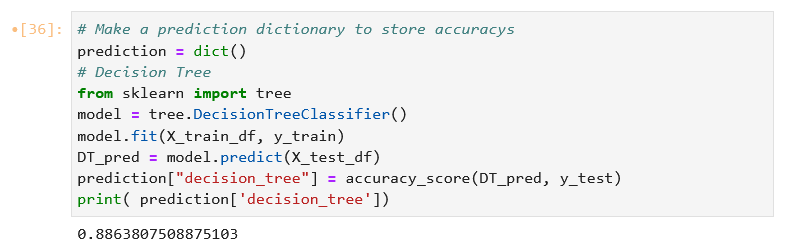 •[36]: # Make a prediction dictionary to store accuracys
prediction = dict()
# Decision Tree
from sklearn import tree
model = tree.DecisionTreeClassifier()
model.fit(X_train_df, y_train)
DT_pred = model.predict(X_test_df)
prediction["decision_tree"] = accuracy_score(DT_pred, y_test)
print( prediction['decision_tree'])
0.8863807508875103